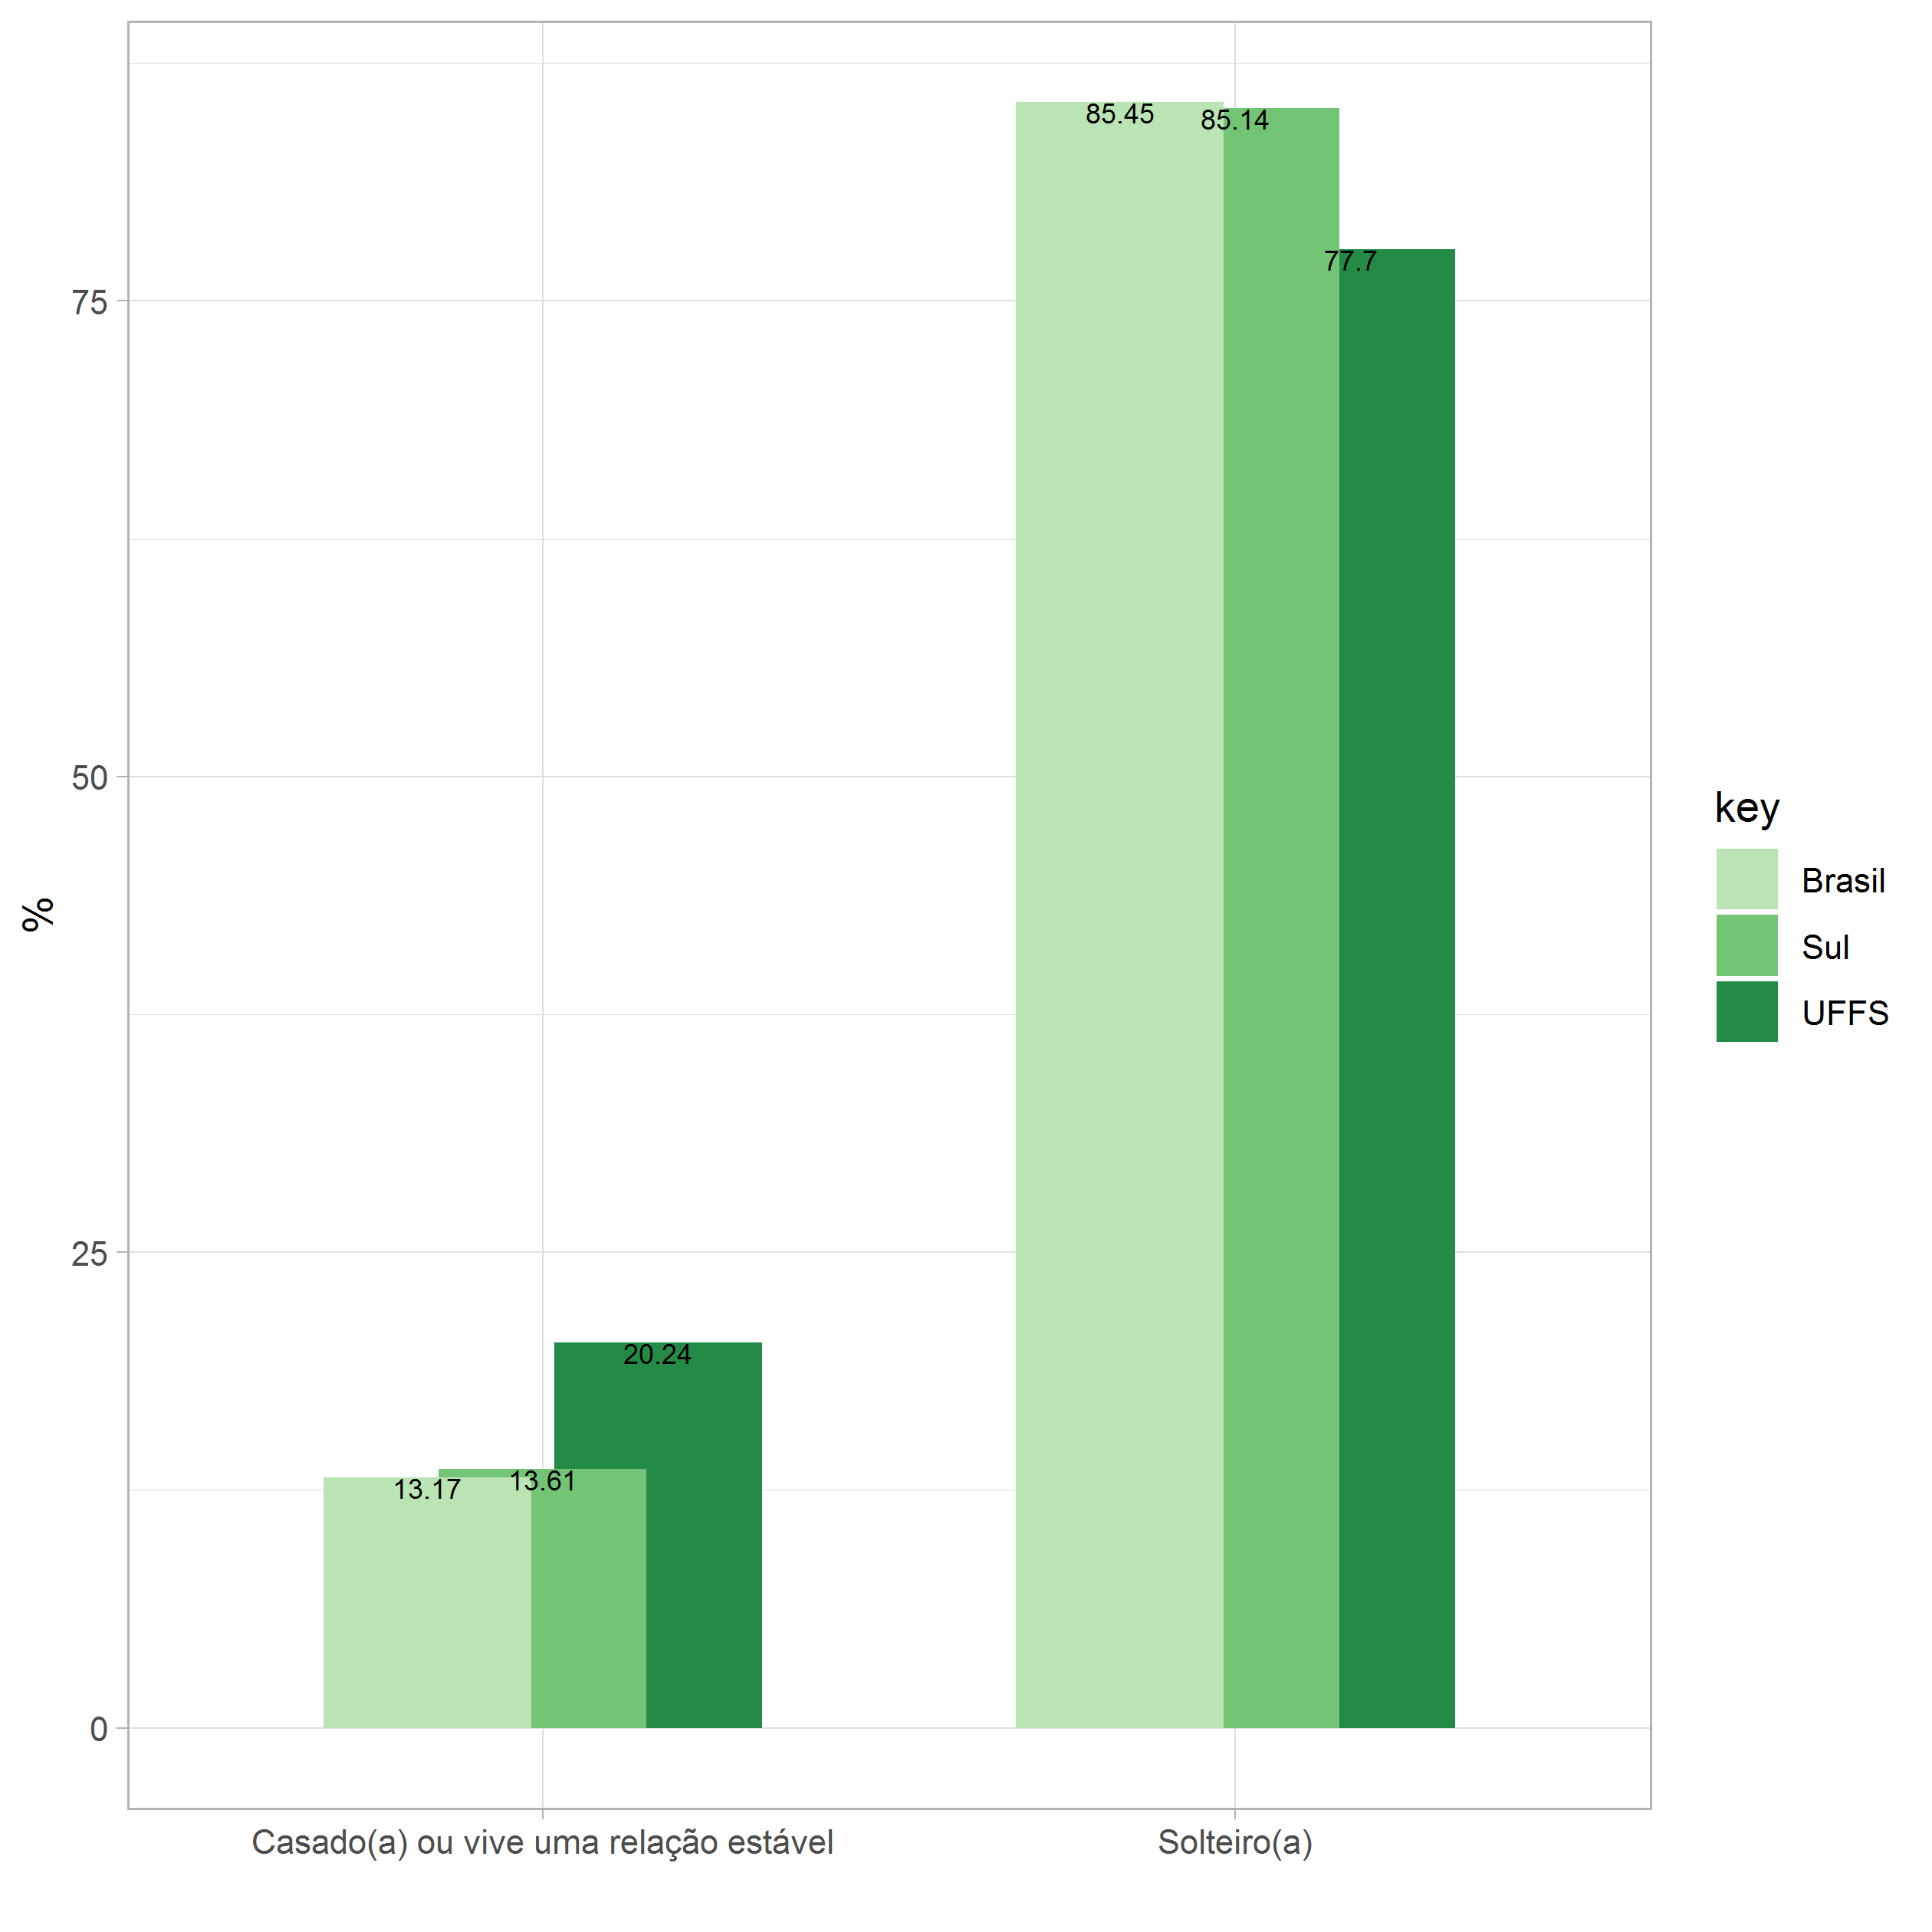 85.45
85.14
77.7
75
50
25
0
%
20.24
13.61
13.17
Casado(a) ou vive uma relação estável
Solteiro(a)
key
Brasil
Sul
UFFS